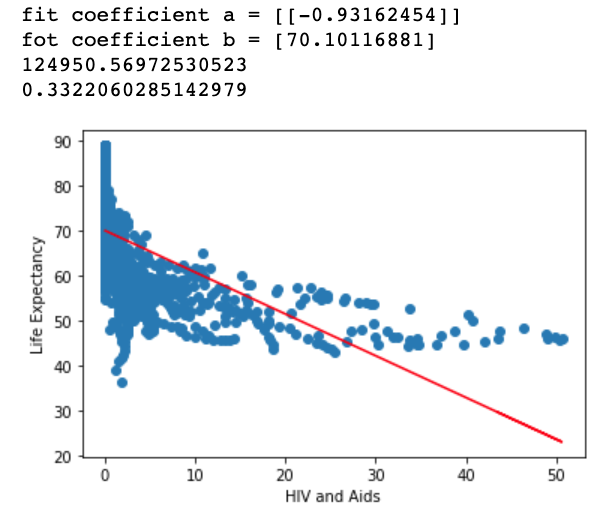 fit coefficient a = [[-0.93162454]]
fot coefficient b = [70.10116881]
124950.56972530523
0.3322060285142979
90
80
70
60
50
40
30
20
Life Expectancy
0 10 20 30 40 50
HIV and Aids